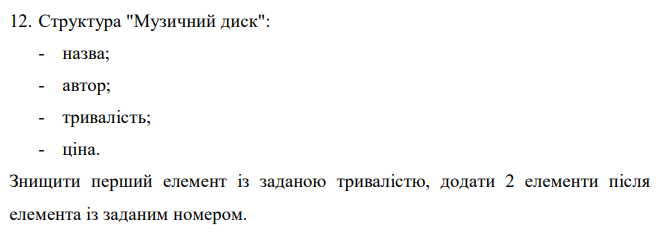 12. Структура "Музичний диск":
- назва;
- автор;
- тривалість;
- ціна.
Знищити перший елемент із заданою тривалістю, додати 2 елементи після
елемента із заданим номером.